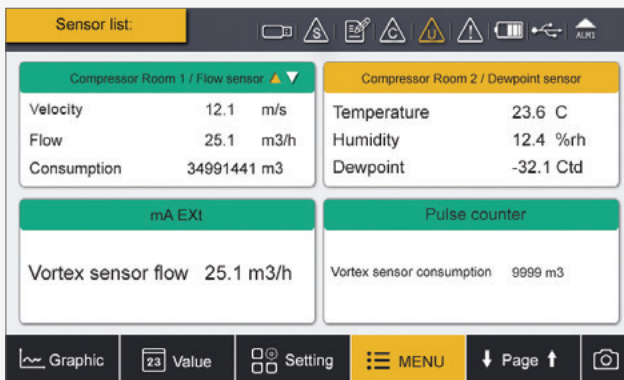 Sensor list:
S C U ! ALM1
Compressor Room 1 / Flow sensor
Velocity 12.1 m/s
Flow 25.1 m3/h
Consumption 34991441 m3
Compressor Room 2 / Dewpoint sensor
Temperature 23.6 C
Humidity 12.4 %rh
Dewpoint -32.1 Ctd
mA EXt
Vortex sensor flow 25.1 m3/h
Pulse counter
Vortex sensor consumption 9999 m3
Graphic 23 Value Setting MENU Page